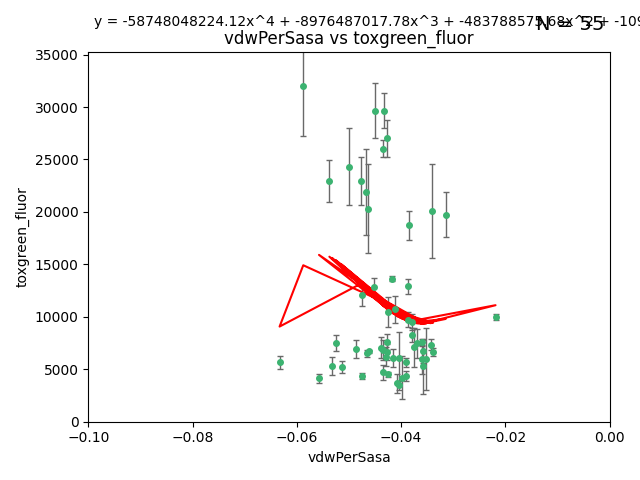 y = -58748048224.12x^4 + -8976487017.78x^3 + -483788575.68x^2 + -109
N = 55
vdwPerSasa vs toxgreen_fluor
35000
30000
25000
20000
15000
10000
5000
0
toxgreen_fluor
−0.10 −0.08 −0.06 −0.04 −0.02 0.00
vdwPerSasa